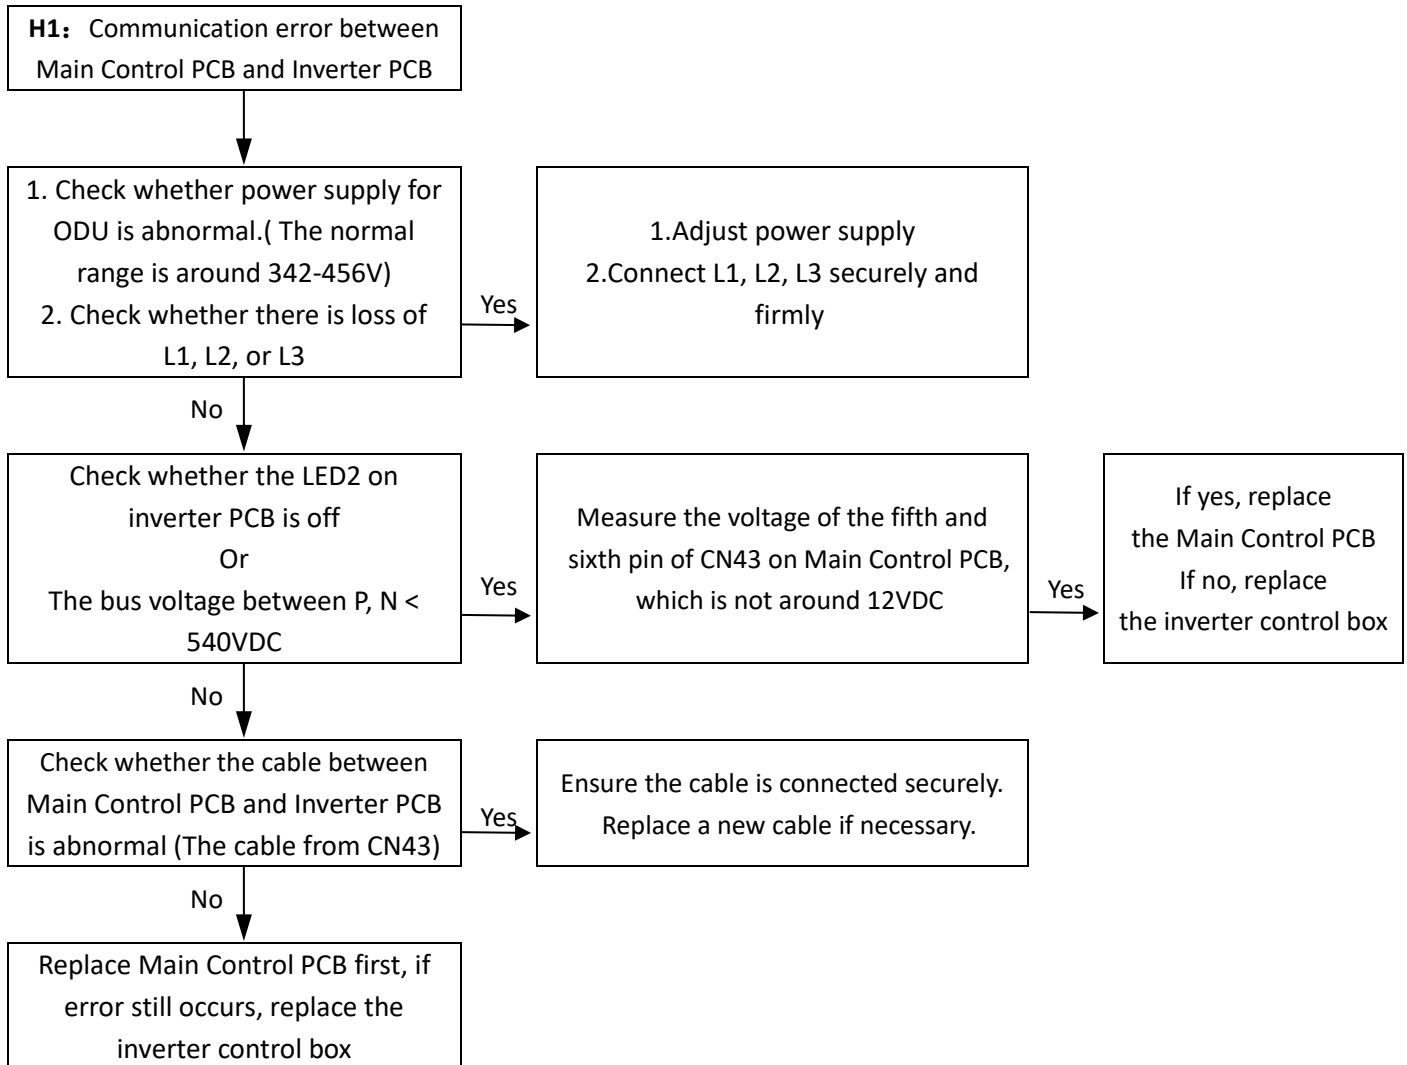 H1： Communication error between
Main Control PCB and Inverter PCB
1. Check whether power supply for
ODU is abnormal.( The normal
range is around 342-456V)
2. Check whether there is loss of
L1, L2, or L3
Yes
1.Adjust power supply
2.Connect L1, L2, L3 securely and
firmly
No
Check whether the LED2 on
inverter PCB is off
Or
The bus voltage between P, N <
540VDC
Yes
Measure the voltage of the fifth and
sixth pin of CN43 on Main Control PCB,
which is not around 12VDC
Yes
If yes, replace
the Main Control PCB
If no, replace
the inverter control box
No
Check whether the cable between
Main Control PCB and Inverter PCB
is abnormal (The cable from CN43)
Yes
Ensure the cable is connected securely.
Replace a new cable if necessary.
No
Replace Main Control PCB first, if
error still occurs, replace the
inverter control box